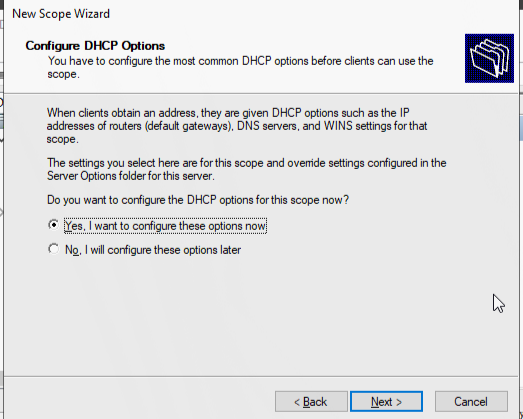 New Scope Wizard
Configure DHCP Options
You have to configure the most common DHCP options before clients can use the
scope.
When clients obtain an address, they are given DHCP options such as the IP
addresses of routers (default gateways), DNS servers, and WINS settings for that
scope.
The settings you select here are for this scope and override settings configured in the
Server Options folder for this server.
Do you want to configure the DHCP options for this scope now?
Yes, I want to configure these options now
No, I will configure these options later
< Back
Next >
Cancel